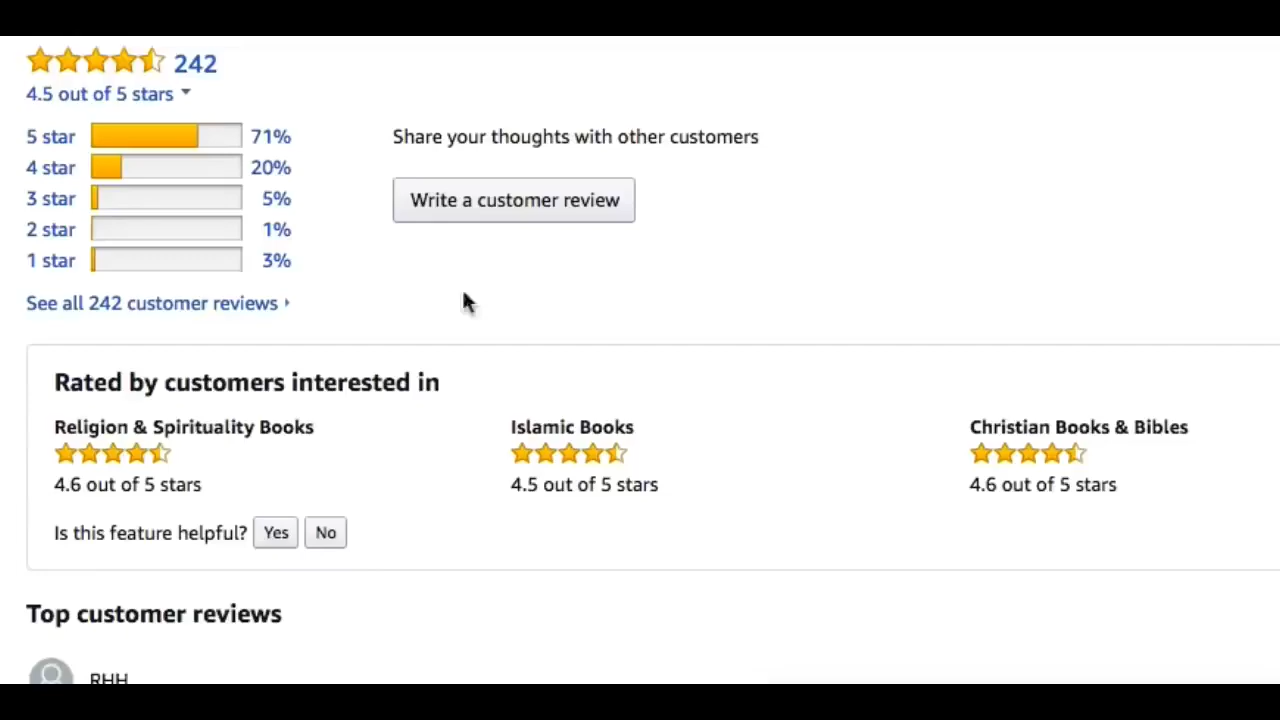 242
4.5 out of 5 stars
5 star 71%
4 star 20%
3 star 5%
2 star 1%
1 star 3%
See all 242 customer reviews
Share your thoughts with other customers
Write a customer review
Rated by customers interested in
Religion & Spirituality Books
4.6 out of 5 stars
Islamic Books
4.5 out of 5 stars
Christian Books & Bibles
4.6 out of 5 stars
Is this feature helpful? Yes No
Top customer reviews
RHH